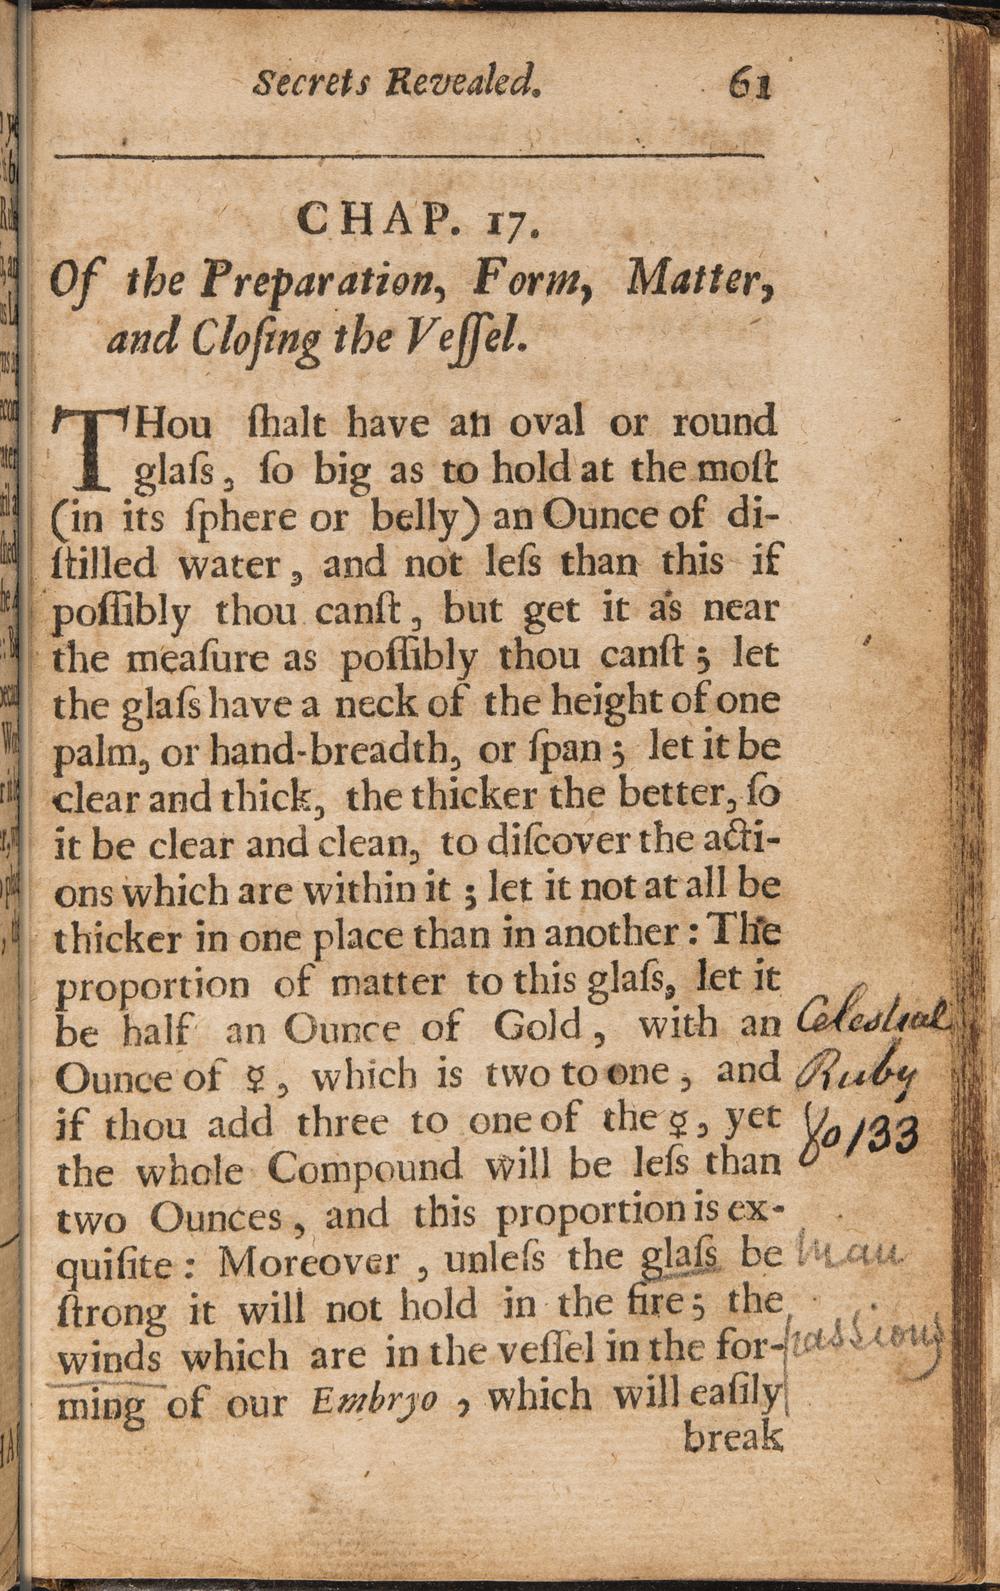 Secrets Revealed. 61
CHAP. 17.
Of the Preparation, Form, Matter,
and Cloſing the Veſſel.
THou ſhalt have an oval or round
glaſs, ſo big as to hold at the moſt
(in its ſphere or belly) an Ounce of di-
ſtilled water, and not leſs than this if
poſſibly thou canſt, but get it as near
the meaſure as poſſibly thou canſt; let
the glaſs have a neck of the height of one
palm, or hand-breadth, or ſpan; let it be
clear and thick, the thicker the better, ſo
it be clear and clean, to diſcover the acti-
ons which are within it; let it not at all be
thicker in one place than in another: The
proportion of matter to this glaſs, let it
be half an Ounce of Gold, with an
Celestial
Ounce of ☿, which is two to one, and
Ruby
if thou add three to one of the ☿, yet
fo 133
the whole Compound will be leſs than
two Ounces, and this proportion is ex-
quiſite: Moreover, unleſs the glaſs be
man
ſtrong it will not hold in the fire; the
winds which are in the veſſel in the for-
passions
ming of our Embryo, which will eaſily
break